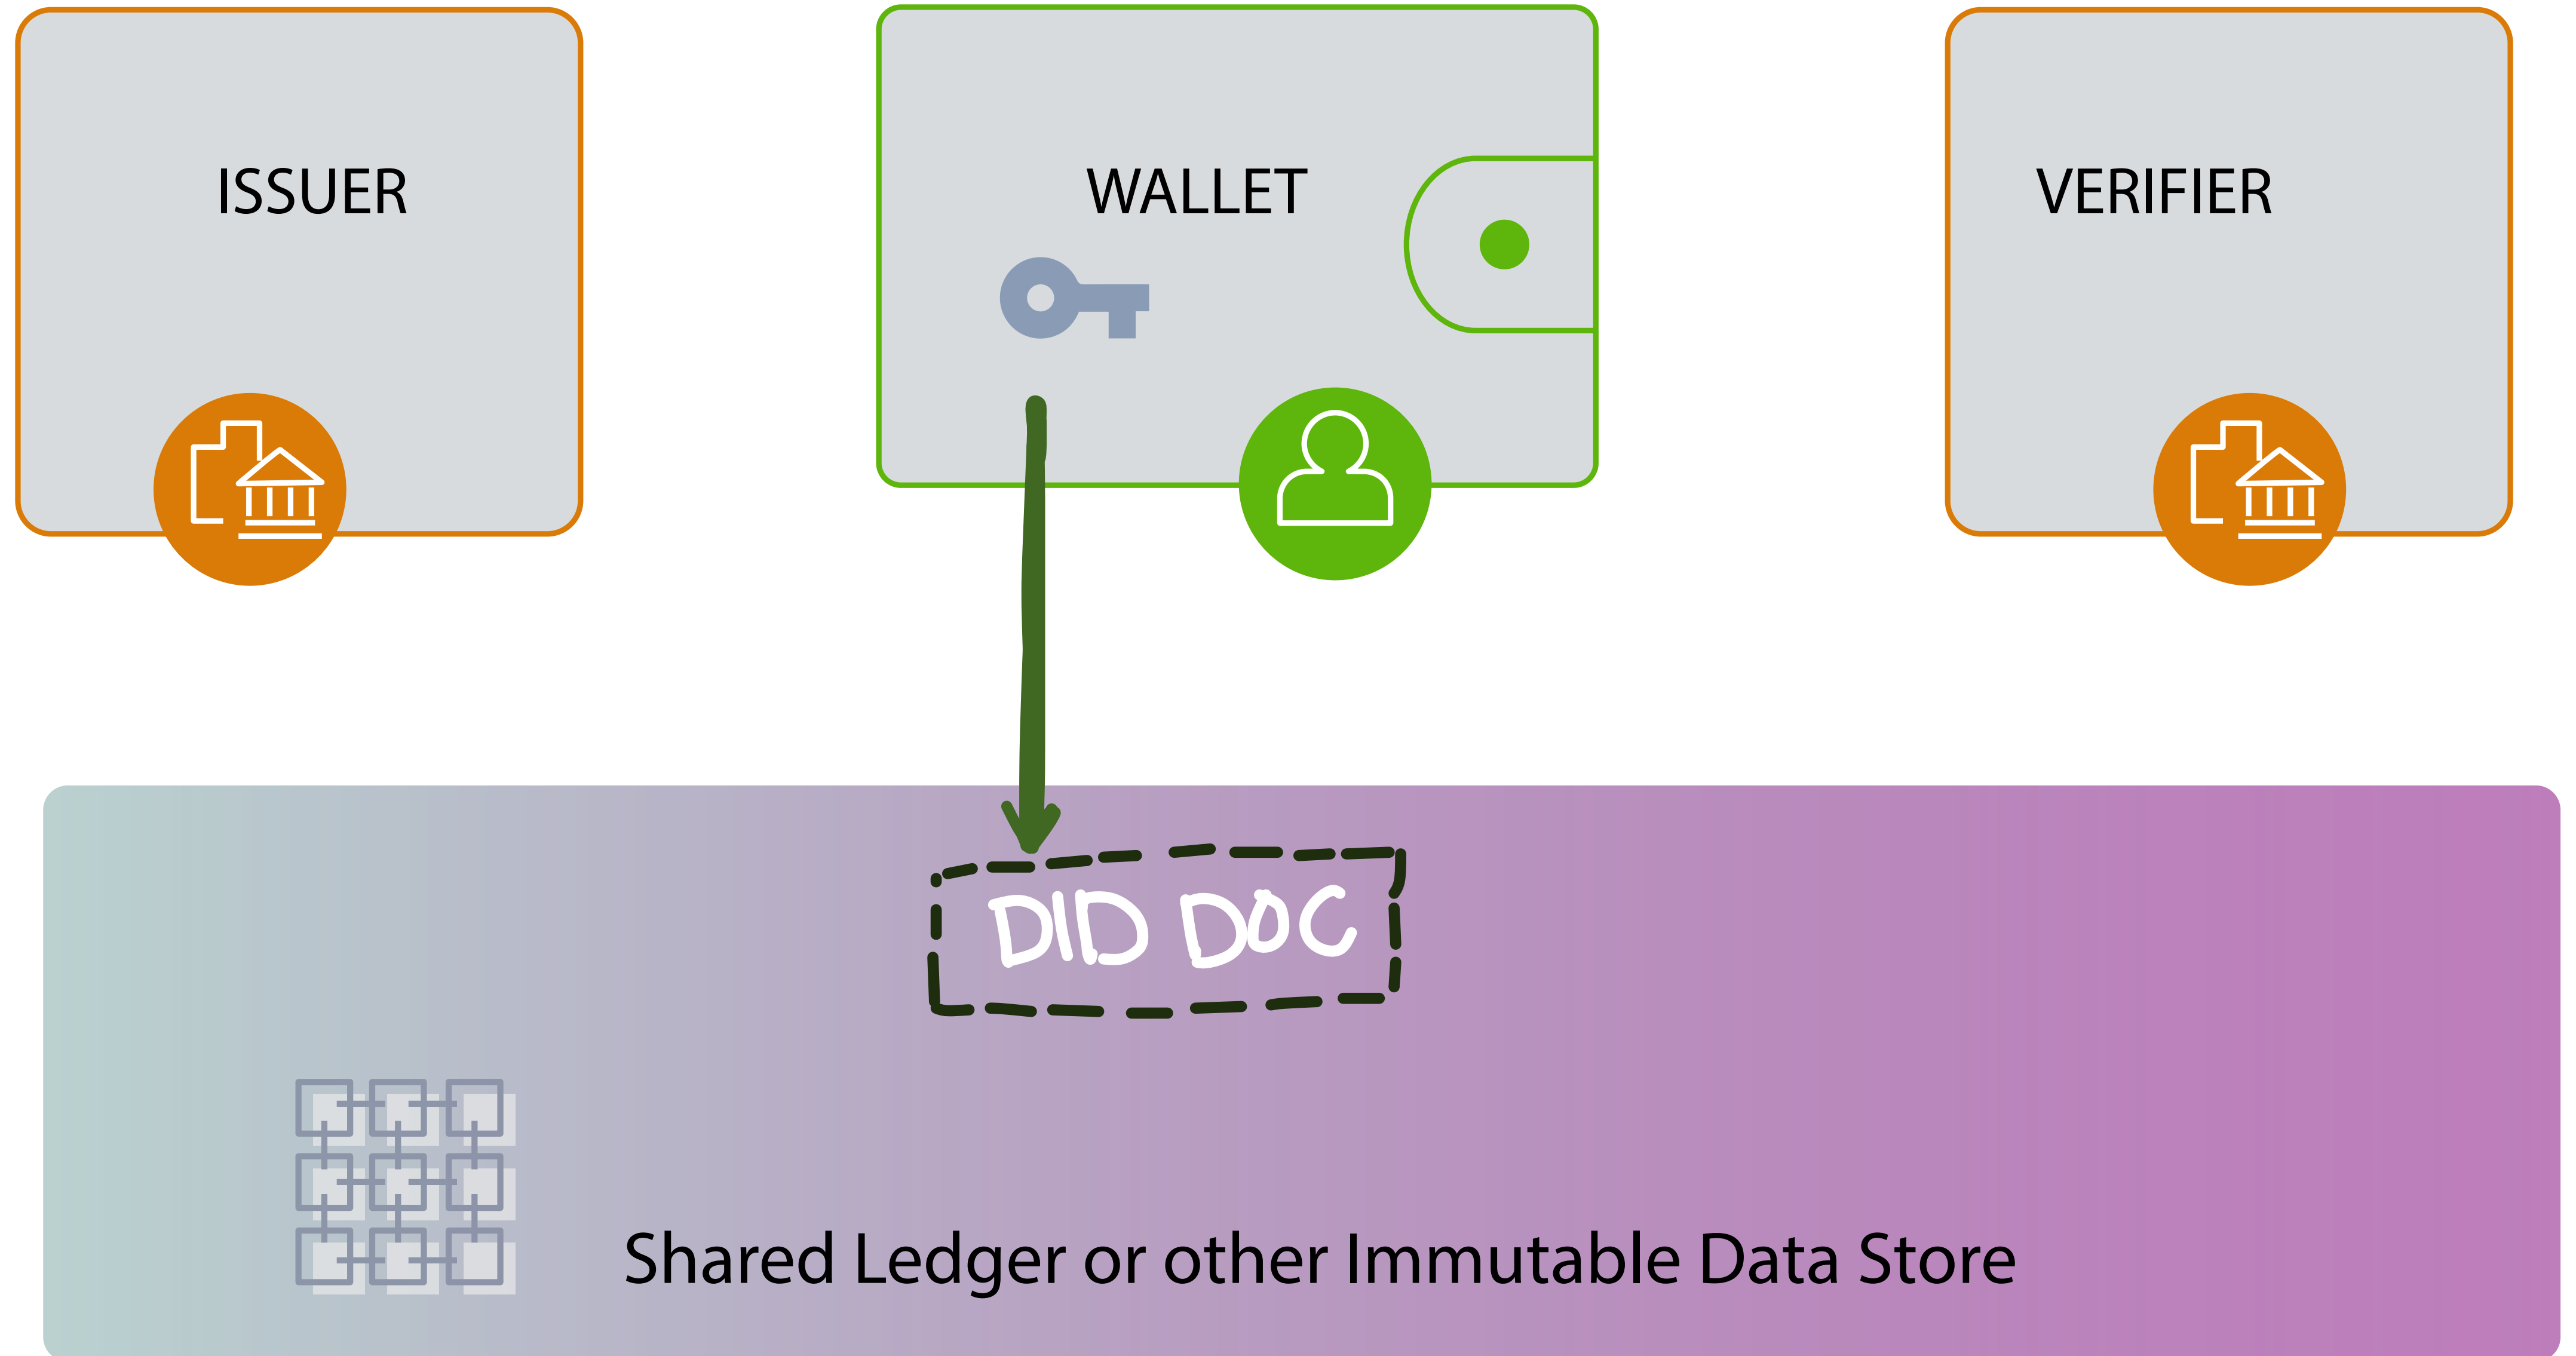 ISSUER
WALLET
VERIFIER
DID DOC
Shared Ledger or other Immutable Data Store